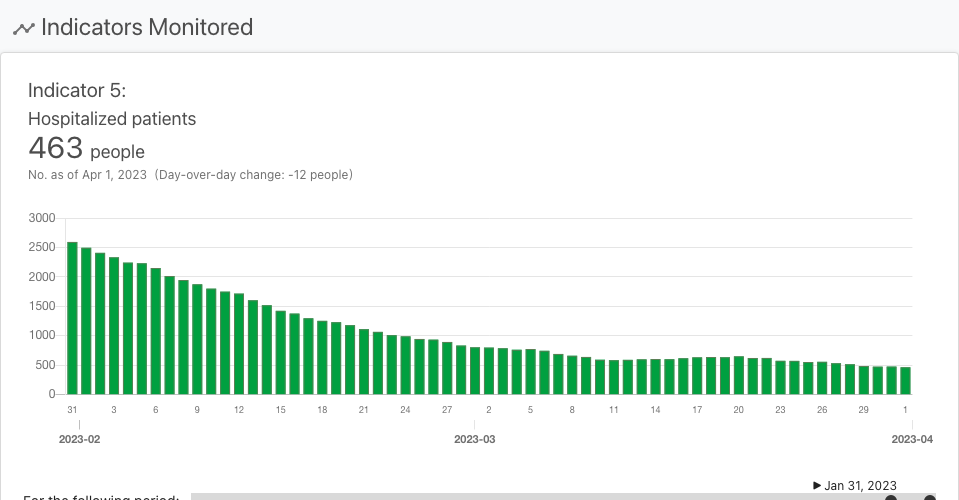 Indicators Monitored
Indicator 5:
Hospitalized patients
463 people
No. as of Apr 1, 2023 (Day-over-day change: -12 people)
3000
2500
2000
1500
1000
500
0
31 3 6 9 12 15 18 21 24 27 2 5 8 11 14 17 20 23 26 29 1
2023-02 2023-03 2023-04
▶ Jan 31, 2023
For the following period: